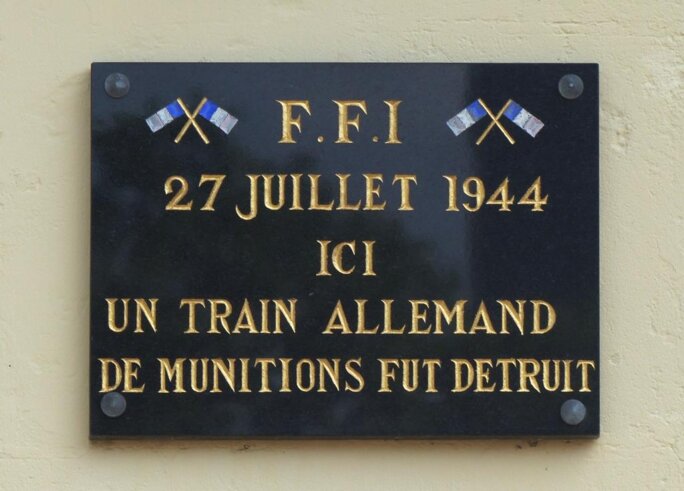 F.F.I
27 JUILLET 1944
ICI
UN TRAIN ALLEMAND
DE MUNITIONS FUT DETRUIT